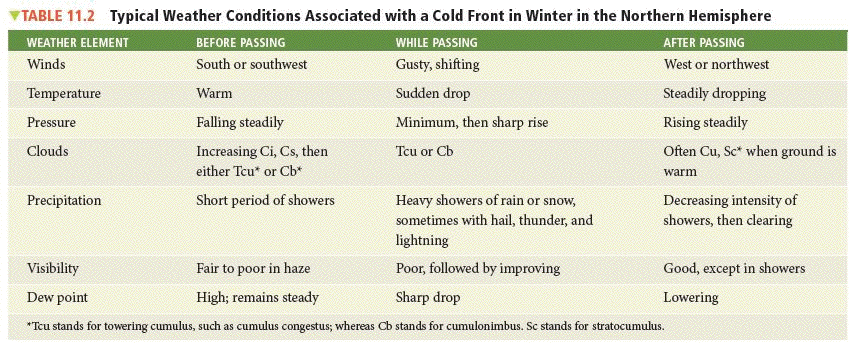 ▼TABLE 11.2 Typical Weather Conditions Associated with a Cold Front in Winter in the Northern Hemisphere
WEATHER ELEMENT BEFORE PASSING WHILE PASSING AFTER PASSING
Winds South or southwest Gusty, shifting West or northwest
Temperature Warm Sudden drop Steadily dropping
Pressure Falling steadily Minimum, then sharp rise Rising steadily
Clouds Increasing Ci, Cs, then Tcu or Cb Often Cu, Sc* when ground is
either Tcu* or Cb* warm
Precipitation Short period of showers Heavy showers of rain or snow, Decreasing intensity of
sometimes with hail, thunder, and showers, then clearing
lightning
Visibility Fair to poor in haze Poor, followed by improving Good, except in showers
Dew point High; remains steady Sharp drop Lowering
*Tcu stands for towering cumulus, such as cumulus congestus; whereas Cb stands for cumulonimbus. Sc stands for stratocumulus.